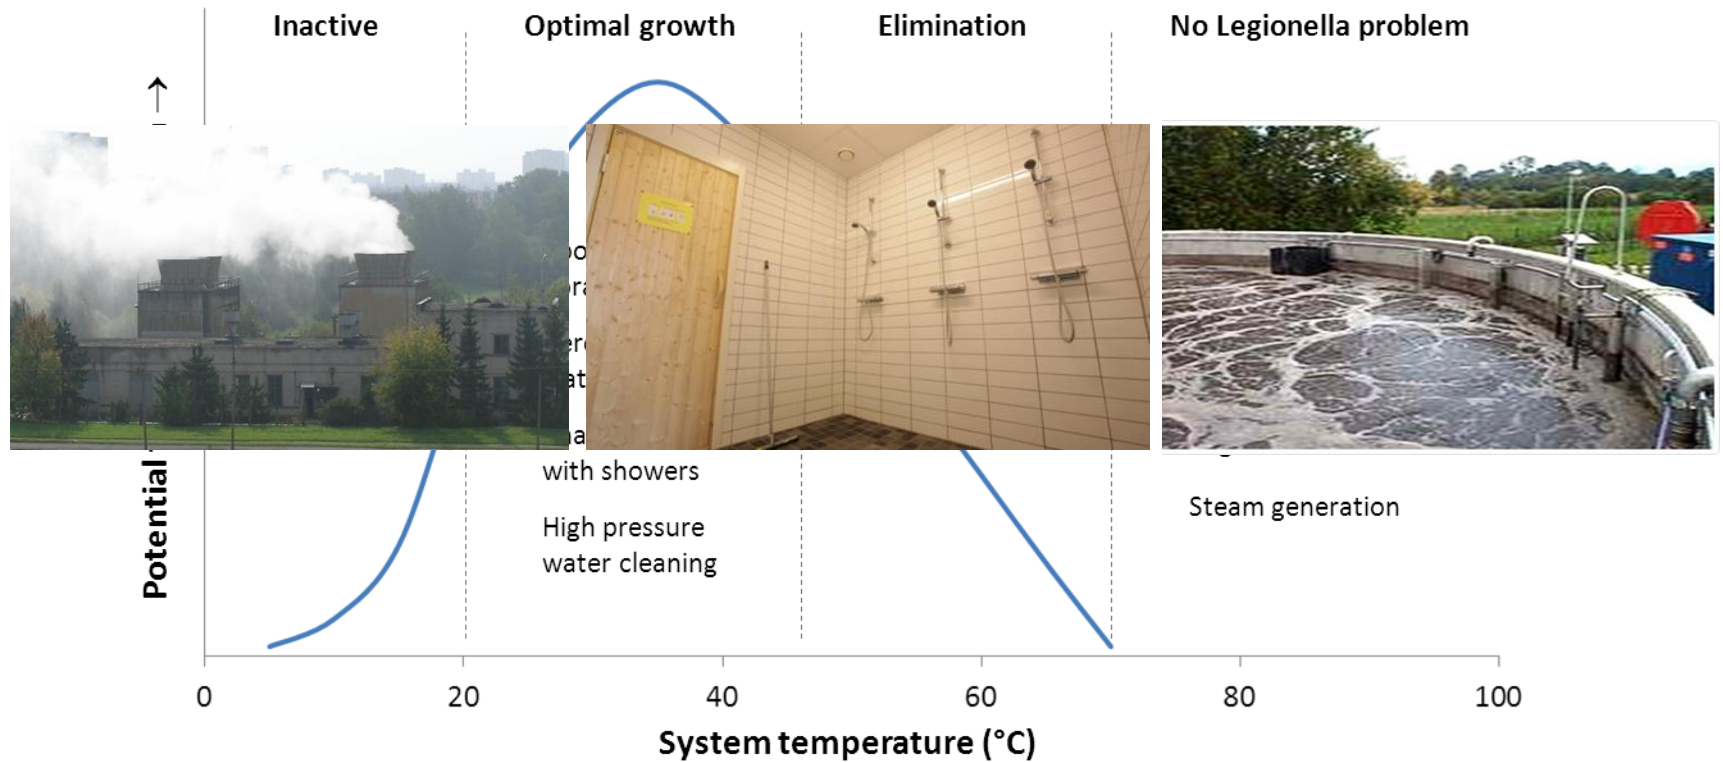 Inactive
Optimal growth
Elimination
No Legionella problem
Potential
with showers
High pressure
water cleaning
Steam generation
0
20
40
60
80
100
System temperature (°C)